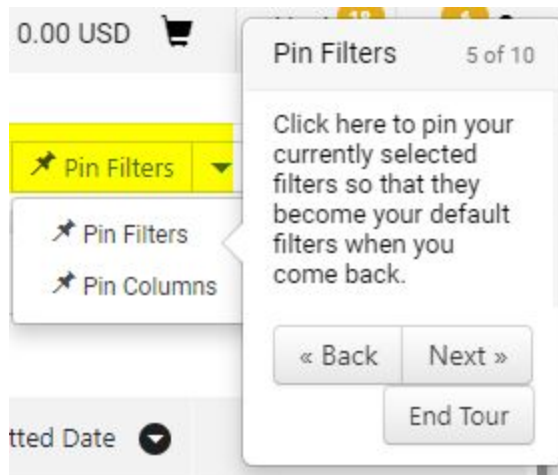 0.00 USD
Pin Filters
5 of 10
Click here to pin your
currently selected
filters so that they
become your default
filters when you
come back.
« Back
Next »
End Tour
Pin Filters
Pin Filters
Pin Columns
tted Date